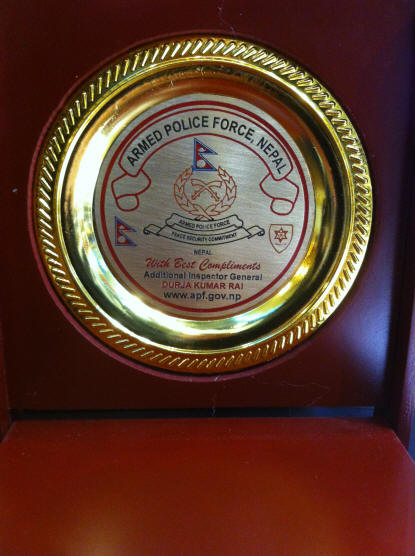 ARMED POLICE FORCE, NEPAL
ARMED POLICE FORCE
PEACE SECURITY COMMITMENT
NEPAL
With Best Compliments
Additional Inspector General
DURJA KUMAR RAI
www.apf.gov.np